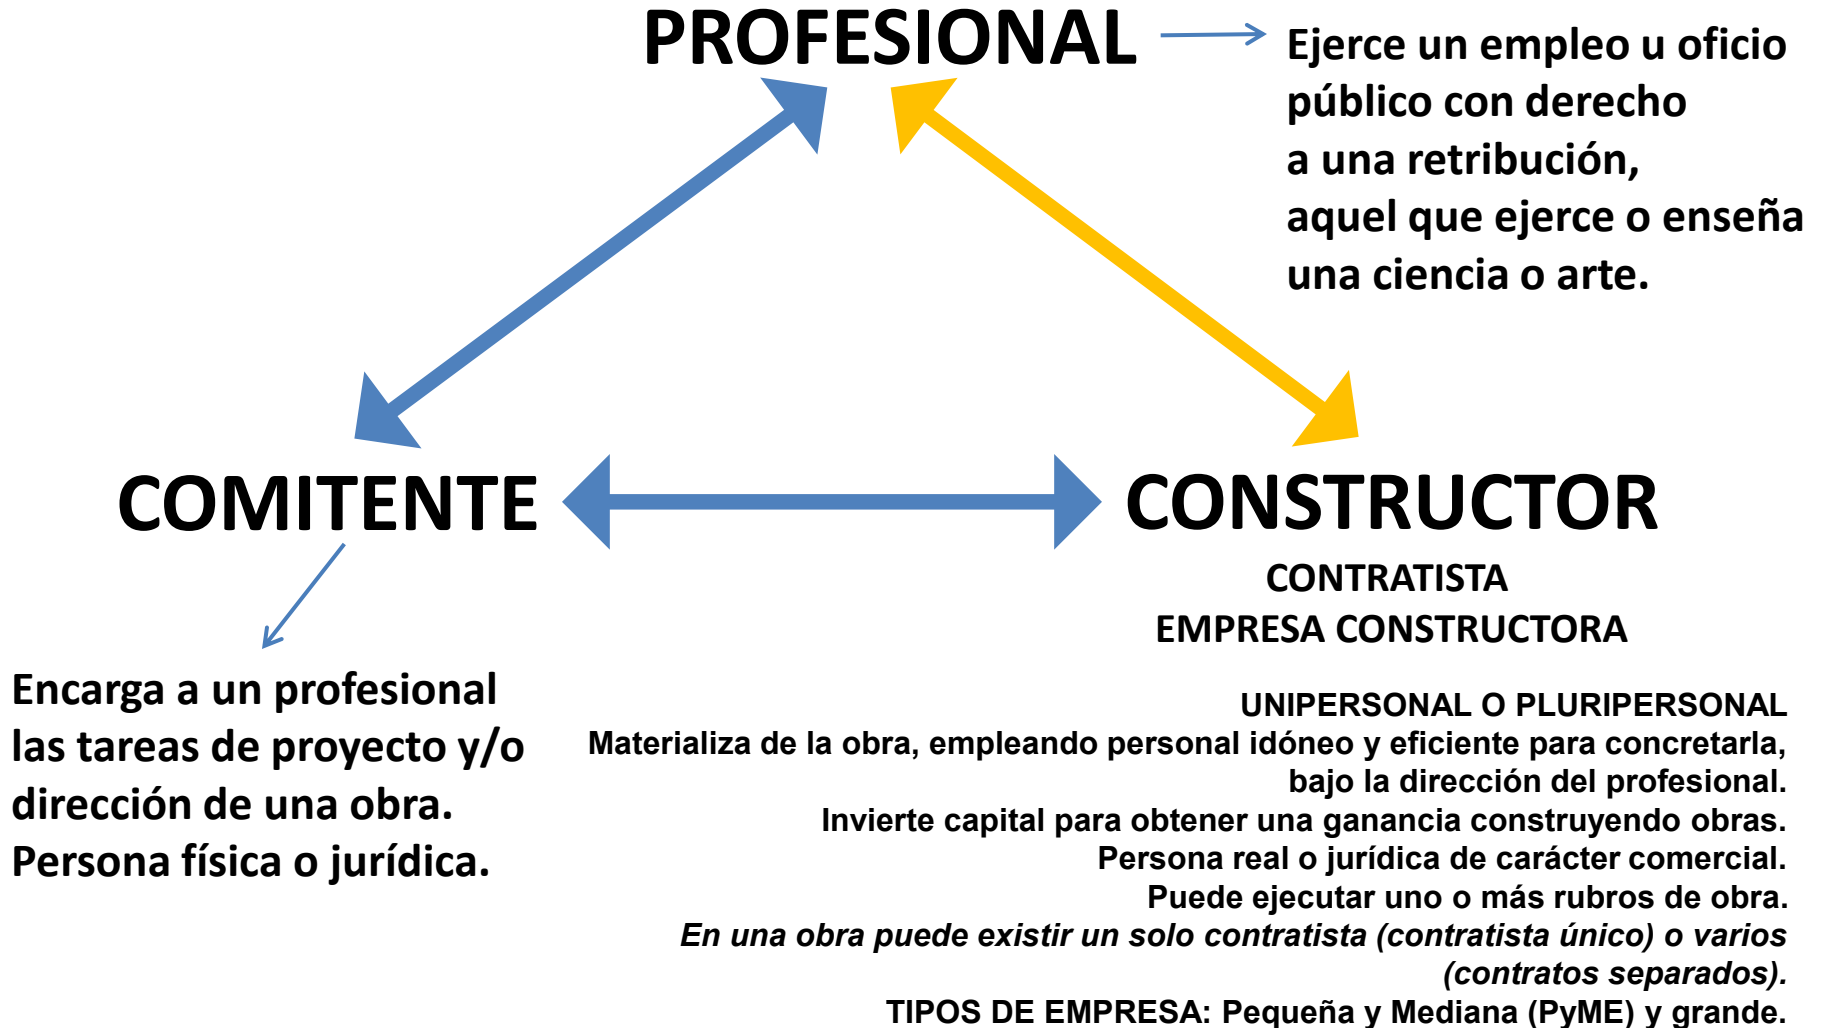 PROFESIONAL
Ejerce un empleo u oficio
público con derecho
a una retribución,
aquel que ejerce o enseña
una ciencia o arte.
COMITENTE
CONSTRUCTOR
CONTRATISTA
EMPRESA CONSTRUCTORA
Encarga a un profesional
las tareas de proyecto y/o
dirección de una obra.
Persona física o jurídica.
UNIPERSONAL O PLURIPERSONAL
Materializa de la obra, empleando personal idóneo y eficiente para concretarla,
bajo la dirección del profesional.
Invierte capital para obtener una ganancia construyendo obras.
Persona real o jurídica de carácter comercial.
Puede ejecutar uno o más rubros de obra.
En una obra puede existir un solo contratista (contratista único) o varios
(contratos separados).
TIPOS DE EMPRESA: Pequeña y Mediana (PyME) y grande.